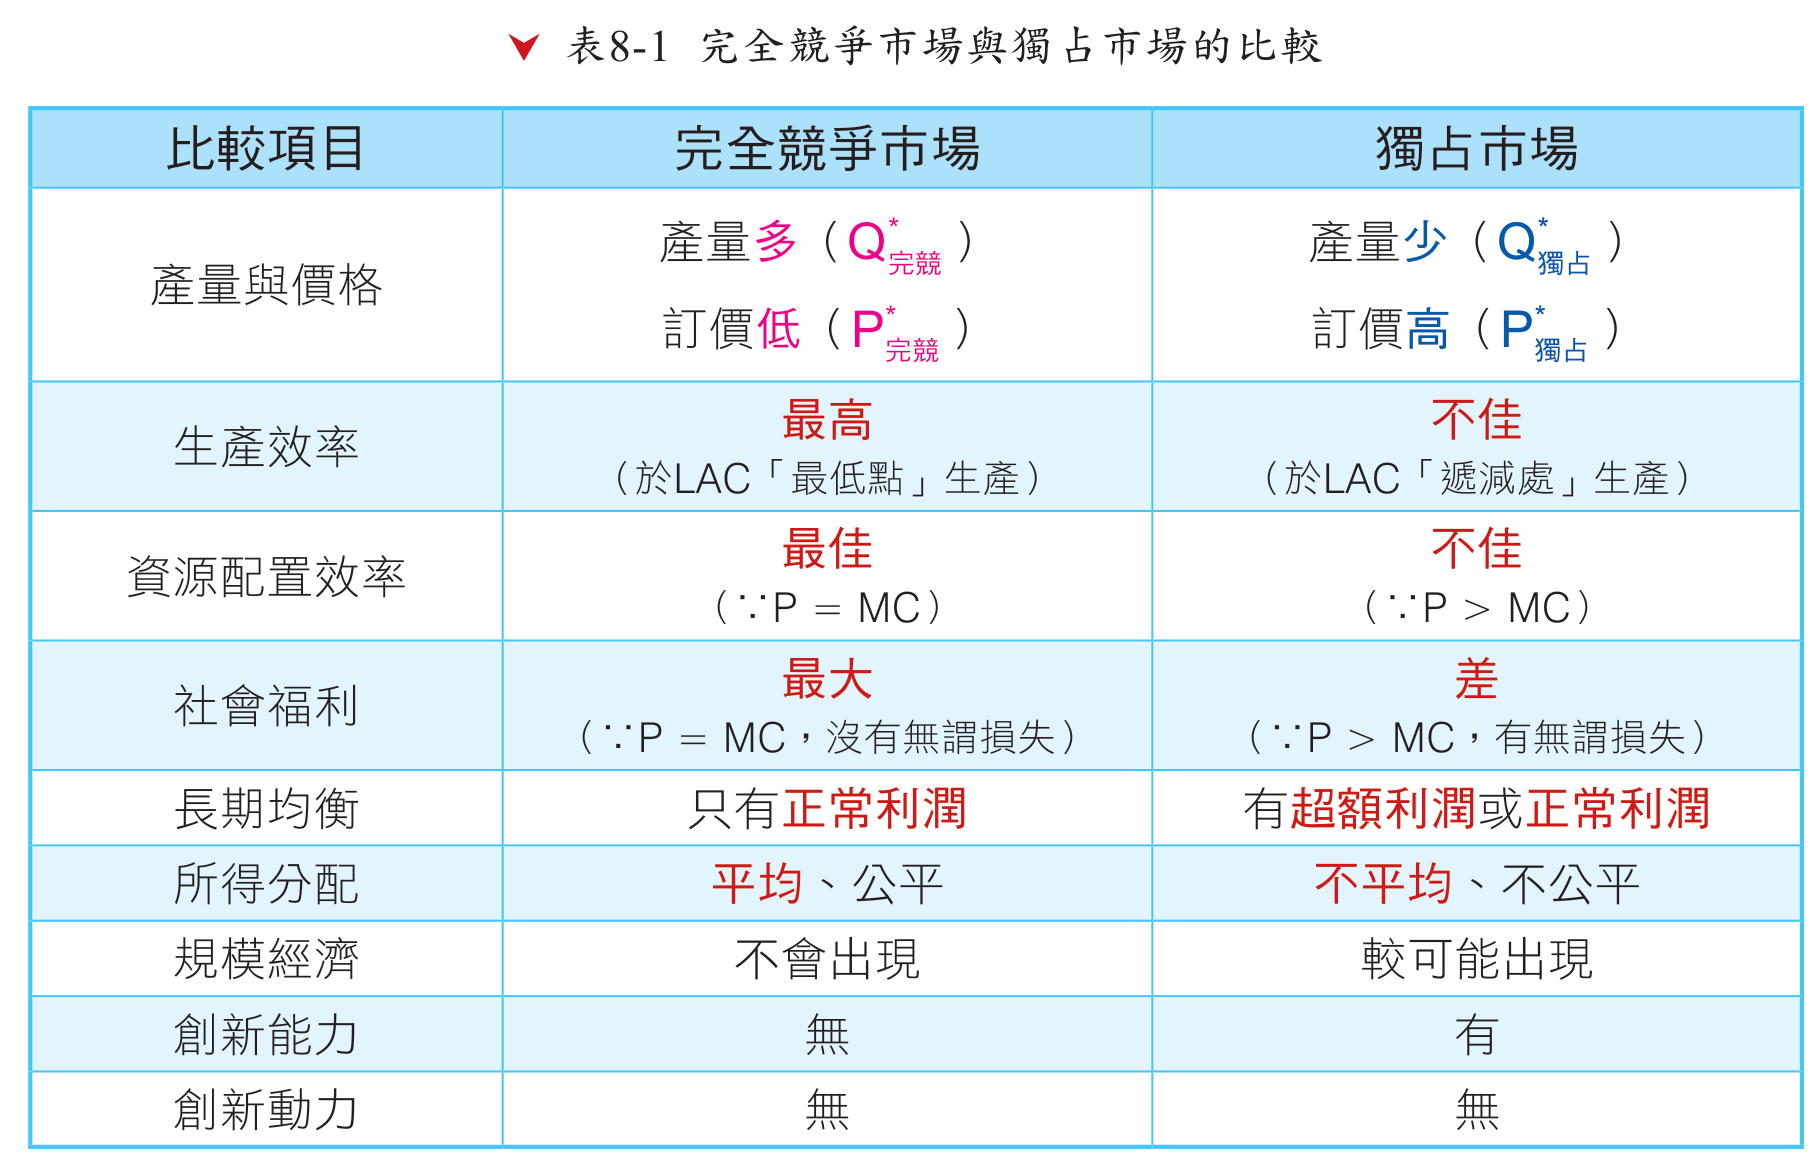 表8-1 完全競爭市場與獨占市場的比較
比較項目 完全競爭市場 獨占市場
產量與價格 產量多（Q*完競） 產量少（Q*獨占）
訂價低（P*完競） 訂價高（P*獨占）
生產效率 最高 不佳
（於LAC「最低點」生產） （於LAC「遞減處」生產）
資源配置效率 最佳 不佳
（∵P = MC） （∵P > MC）
社會福利 最大 差
（∵P = MC，沒有無謂損失） （∵P > MC，有無謂損失）
長期均衡 只有正常利潤 有超額利潤或正常利潤
所得分配 平均、公平 不平均、不公平
規模經濟 不會出現 較可能出現
創新能力 無 有
創新動力 無 無